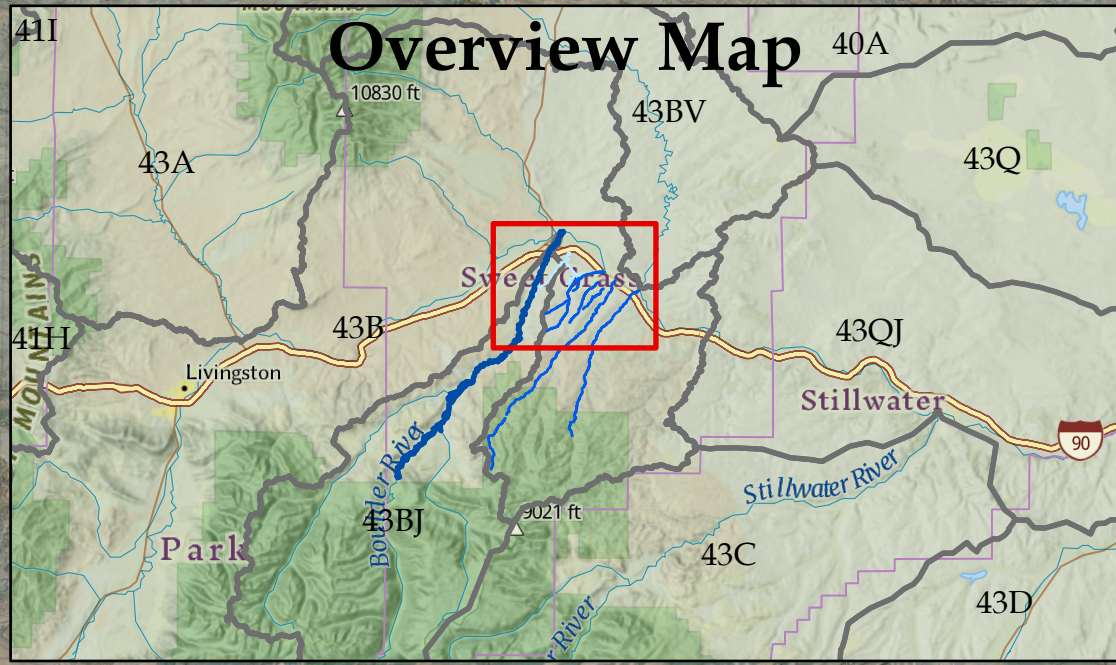 MOUNTAINS
41I
Overview Map
40A
10830 ft
43BV
43A
43Q
Sweet Grass
MOUNTAINS
41H
43B
43QJ
Livingston
Stillwater
90
Boulder River
Stillwater River
9021 ft
43BJ
Park
43C
43D
River